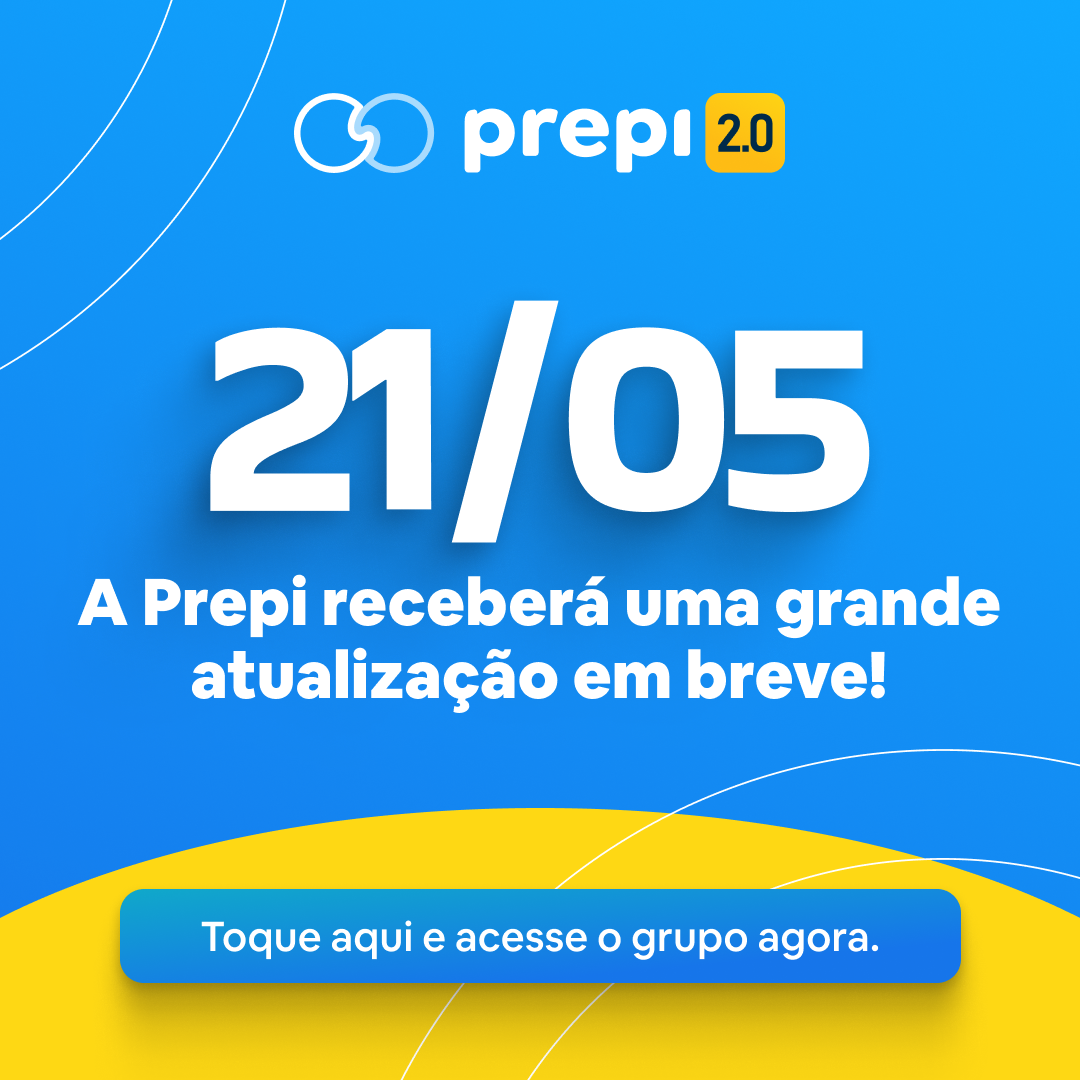 prepi 2.0
21/05
A Prepi receberá uma grande
atualização em breve!
Toque aqui e acesse o grupo agora.